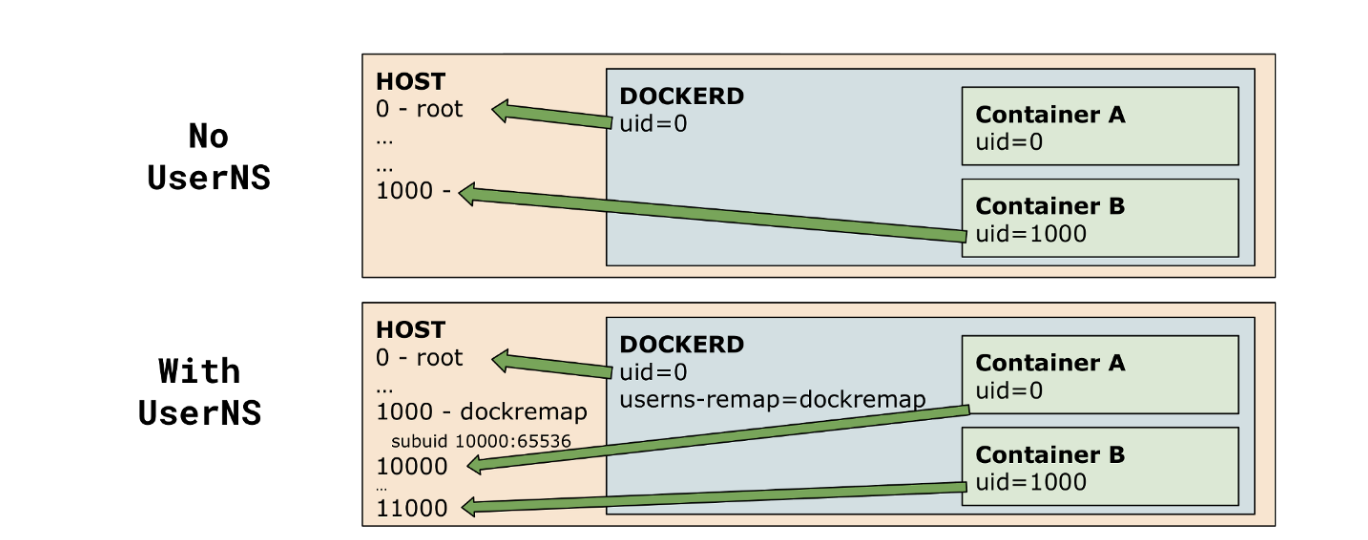 No
UserNS
HOST
0 - root
...
...
1000 -
DOCKERD
uid=0
Container A
uid=0
Container B
uid=1000
With
UserNS
HOST
0 - root
...
1000 - dockremap
subuid 10000:65536
10000
...
11000
DOCKERD
uid=0
userns-remap=dockremap
Container A
uid=0
Container B
uid=1000